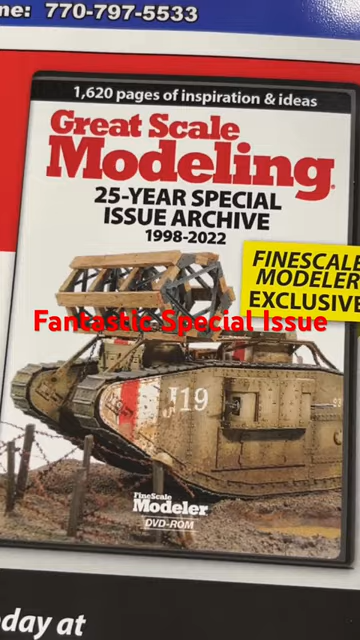 ne: 770-797-5533
1,620 pages of inspiration & ideas
Great Scale
Modeling®
25-YEAR SPECIAL
ISSUE ARCHIVE
1998-2022
FINESCALE
MODELER
EXCLUSIVE
Fantastic Special Issue
J19
FineScale
Modeler
DVD-ROM
day at